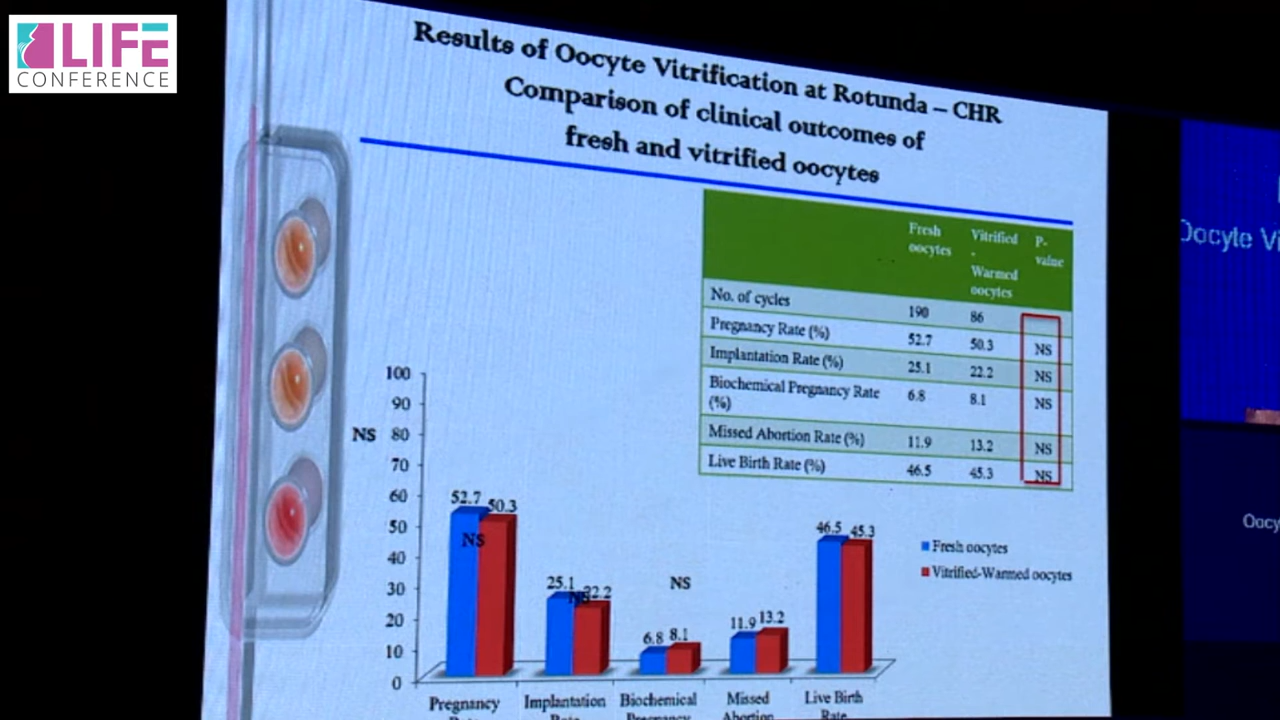 LIFE
CONFERENCE
Results of Oocyte Vitrification at Rotunda – CHR
Comparison of clinical outcomes of
fresh and vitrified oocytes
Fresh oocytes
Vitrified - Warmed oocytes
P-value
No. of cycles 190 86
Pregnancy Rate (%) 52.7 50.3 NS
Implantation Rate (%) 25.1 22.2 NS
Biochemical Pregnancy Rate (%) 6.8 8.1 NS
Missed Abortion Rate (%) 11.9 13.2 NS
Live Birth Rate (%) 46.5 45.3 NS
100
90
NS 80
70
60
50
40
30
20
10
0
52.7 50.3
NS
25.1 22.2
NS
NS
6.8 8.1
11.9 13.2
46.5 45.3
Fresh oocytes
Vitrified-Warmed oocytes
Pregnancy
Rate
Implantation
Rate
Biochemical
Pregnancy
Missed
Abortion
Live Birth
Rate
Oocyte Vi
Oocy